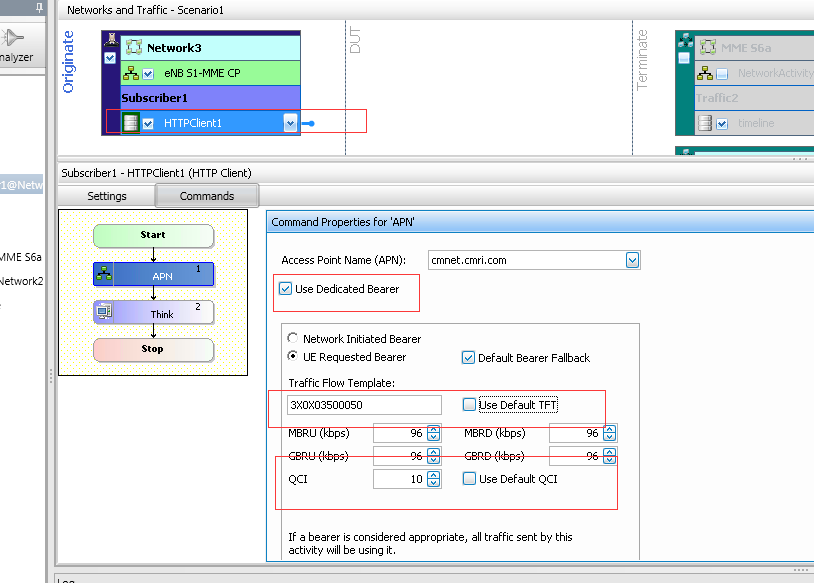 Networks and Traffic - Scenario1
nalyzer
Originate
DUT
Terminate
Network3
eNB S1-MME CP
Subscriber1
HTTPClient1
MME S6a
NetworkActivity
Traffic2
timeline
1@Netw
MME S6a
Network2
Subscriber1 - HTTPClient1 (HTTP Client)
Settings
Commands
Start
APN 1
Think 2
Stop
Command Properties for 'APN'
Access Point Name (APN): cmnet.cmri.com
Use Dedicated Bearer
Network Initiated Bearer
UE Requested Bearer
Default Bearer Fallback
Traffic Flow Template:
3X0X03500050
Use Default TFT
MBRU (kbps) 96 MBRD (kbps) 96
GBRU (kbps) 96 GBRD (kbps) 96
QCI 10 Use Default QCI
If a bearer is considered appropriate, all traffic sent by this
activity will be using it.
Log